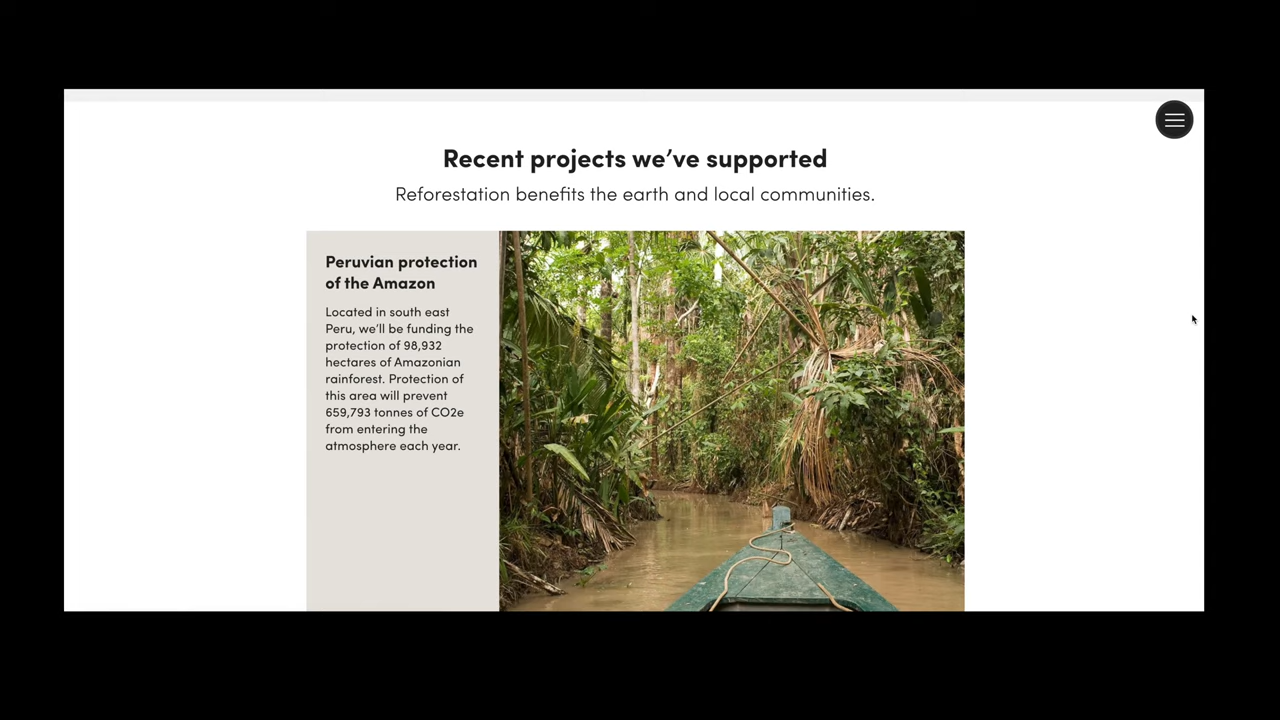 Recent projects we’ve supported
Reforestation benefits the earth and local communities.
Peruvian protection
of the Amazon
Located in south east
Peru, we’ll be funding the
protection of 98,932
hectares of Amazonian
rainforest. Protection of
this area will prevent
659,793 tonnes of CO2e
from entering the
atmosphere each year.